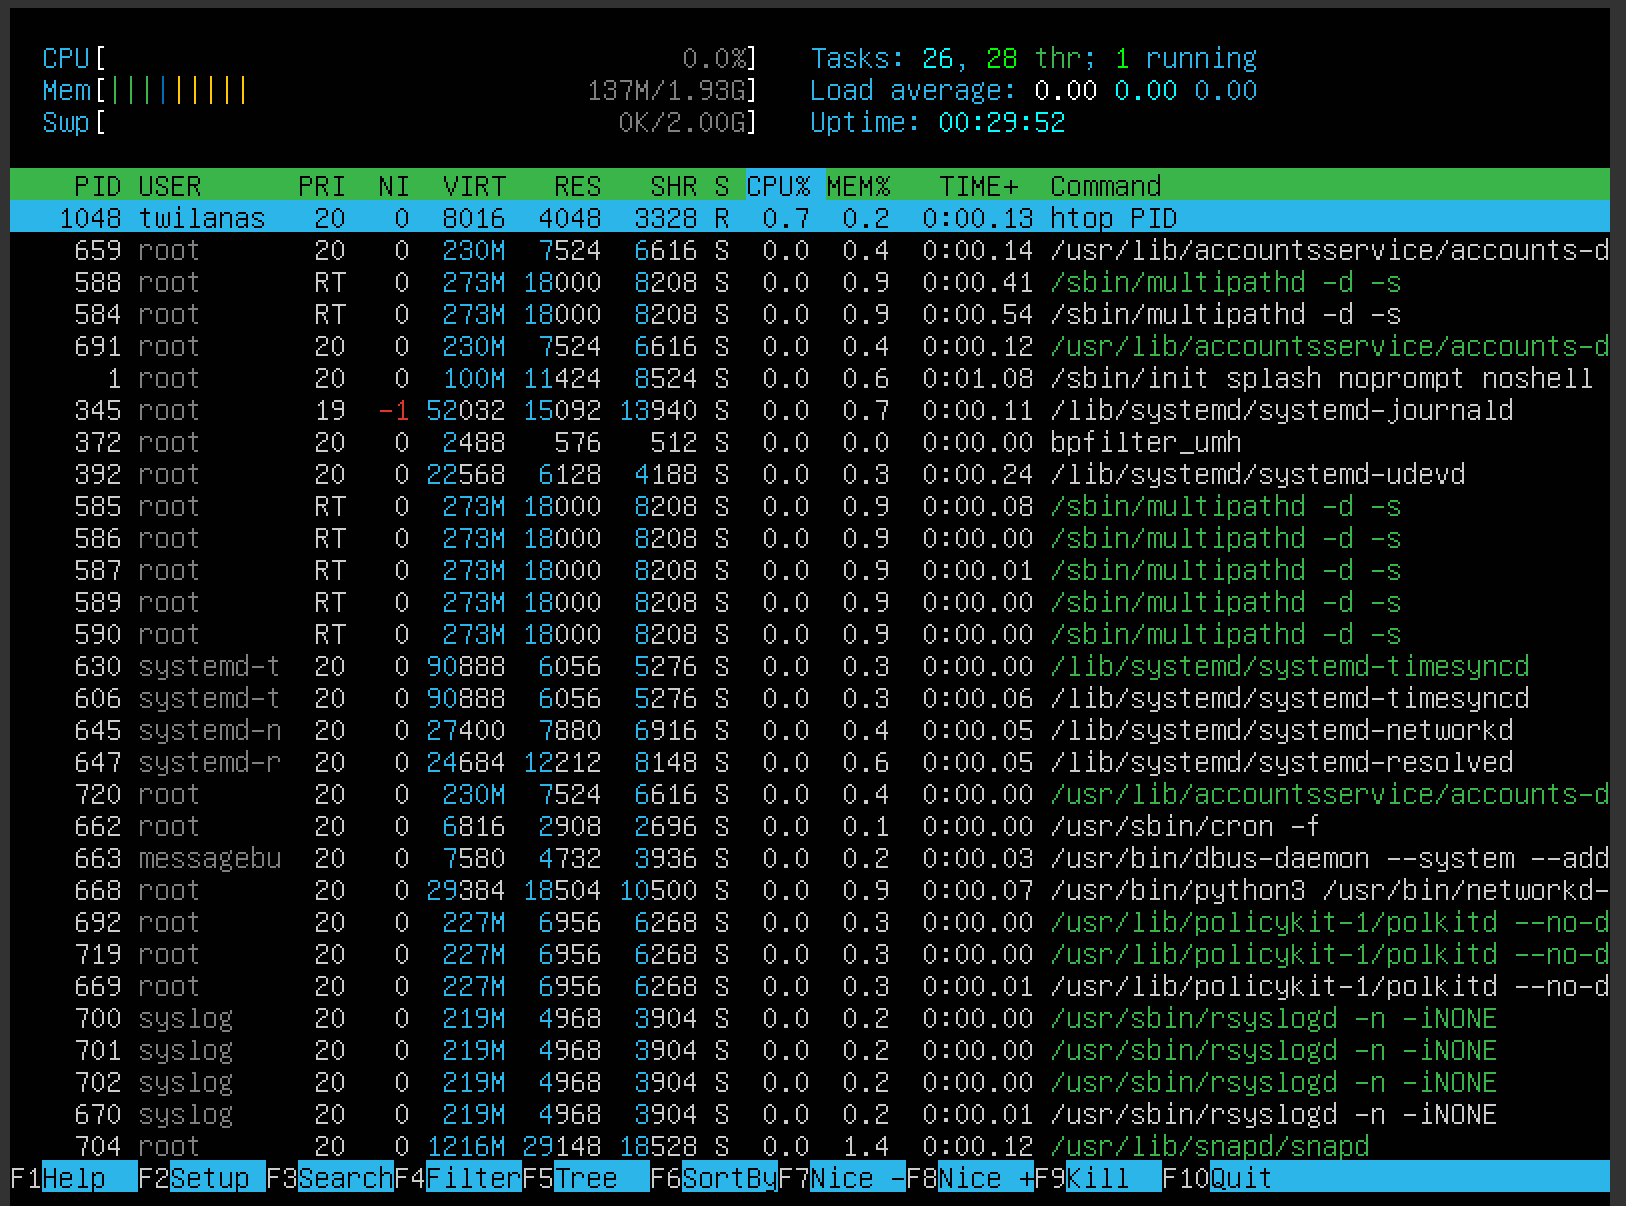 CPU[ 0.0%] Tasks: 26, 28 thr; 1 running
Mem[||||||||| 137M/1.93G] Load average: 0.00 0.00 0.00
Swp[ 0K/2.00G] Uptime: 00:29:52
PID USER PRI NI VIRT RES SHR S CPU% MEM% TIME+ Command
1048 twilanas 20 0 8016 4048 3328 R 0.7 0.2 0:00.13 htop PID
659 root 20 0 230M 7524 6616 S 0.0 0.4 0:00.14 /usr/lib/accountsservice/accounts-d
588 root RT 0 273M 18000 8208 S 0.0 0.9 0:00.41 /sbin/multipathd -d -s
584 root RT 0 273M 18000 8208 S 0.0 0.9 0:00.54 /sbin/multipathd -d -s
691 root 20 0 230M 7524 6616 S 0.0 0.4 0:00.12 /usr/lib/accountsservice/accounts-d
1 root 20 0 100M 11424 8524 S 0.0 0.6 0:01.08 /sbin/init splash noprompt noshell
345 root 19 -1 52032 15092 13940 S 0.0 0.7 0:00.11 /lib/systemd/systemd-journald
372 root 20 0 2488 576 512 S 0.0 0.0 0:00.00 bpfilter_umh
392 root 20 0 22568 6128 4188 S 0.0 0.3 0:00.24 /lib/systemd/systemd-udevd
585 root RT 0 273M 18000 8208 S 0.0 0.9 0:00.08 /sbin/multipathd -d -s
586 root RT 0 273M 18000 8208 S 0.0 0.9 0:00.00 /sbin/multipathd -d -s
587 root RT 0 273M 18000 8208 S 0.0 0.9 0:00.01 /sbin/multipathd -d -s
589 root RT 0 273M 18000 8208 S 0.0 0.9 0:00.00 /sbin/multipathd -d -s
590 root RT 0 273M 18000 8208 S 0.0 0.9 0:00.00 /sbin/multipathd -d -s
630 systemd-t 20 0 90888 6056 5276 S 0.0 0.3 0:00.00 /lib/systemd/systemd-timesyncd
606 systemd-t 20 0 90888 6056 5276 S 0.0 0.3 0:00.06 /lib/systemd/systemd-timesyncd
645 systemd-n 20 0 27400 7880 6916 S 0.0 0.4 0:00.05 /lib/systemd/systemd-networkd
647 systemd-r 20 0 24684 12212 8148 S 0.0 0.6 0:00.05 /lib/systemd/systemd-resolved
720 root 20 0 230M 7524 6616 S 0.0 0.4 0:00.00 /usr/lib/accountsservice/accounts-d
662 root 20 0 6816 2908 2696 S 0.0 0.1 0:00.00 /usr/sbin/cron -f
663 messagebu 20 0 7580 4732 3936 S 0.0 0.2 0:00.03 /usr/bin/dbus-daemon --system --add
668 root 20 0 29384 18504 10500 S 0.0 0.9 0:00.07 /usr/bin/python3 /usr/bin/networkd-
692 root 20 0 227M 6956 6268 S 0.0 0.3 0:00.00 /usr/lib/policykit-1/polkitd --no-d
719 root 20 0 227M 6956 6268 S 0.0 0.3 0:00.00 /usr/lib/policykit-1/polkitd --no-d
669 root 20 0 227M 6956 6268 S 0.0 0.3 0:00.01 /usr/lib/policykit-1/polkitd --no-d
700 syslog 20 0 219M 4968 3904 S 0.0 0.2 0:00.00 /usr/sbin/rsyslogd -n -iNONE
701 syslog 20 0 219M 4968 3904 S 0.0 0.2 0:00.00 /usr/sbin/rsyslogd -n -iNONE
702 syslog 20 0 219M 4968 3904 S 0.0 0.2 0:00.00 /usr/sbin/rsyslogd -n -iNONE
670 syslog 20 0 219M 4968 3904 S 0.0 0.2 0:00.01 /usr/sbin/rsyslogd -n -iNONE
704 root 20 0 1216M 29148 18528 S 0.0 1.4 0:00.12 /usr/lib/snapd/snapd
F1Help F2Setup F3SearchF4FilterF5Tree F6SortByF7Nice -F8Nice +F9Kill F10Quit